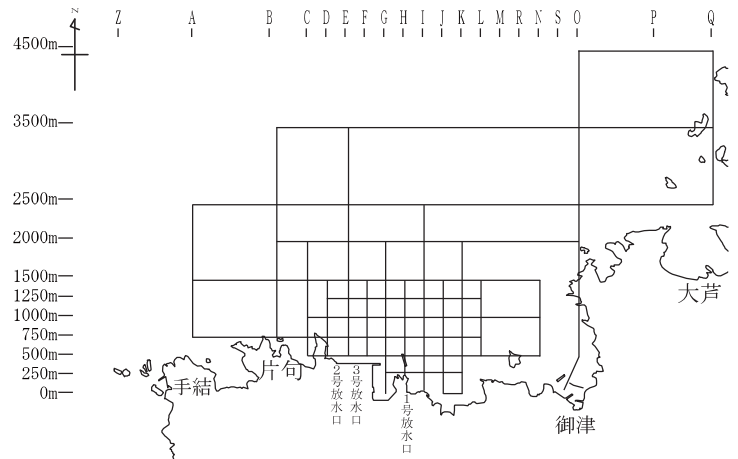 Z A B C D E F G H I J K L M R N S O P Q
N
4500m
3500m
2500m
2000m
1500m
1250m
1000m
750m
500m
250m
0m
大芦
手結
片句
2号放水口
3号放水口
1号放水口
御津